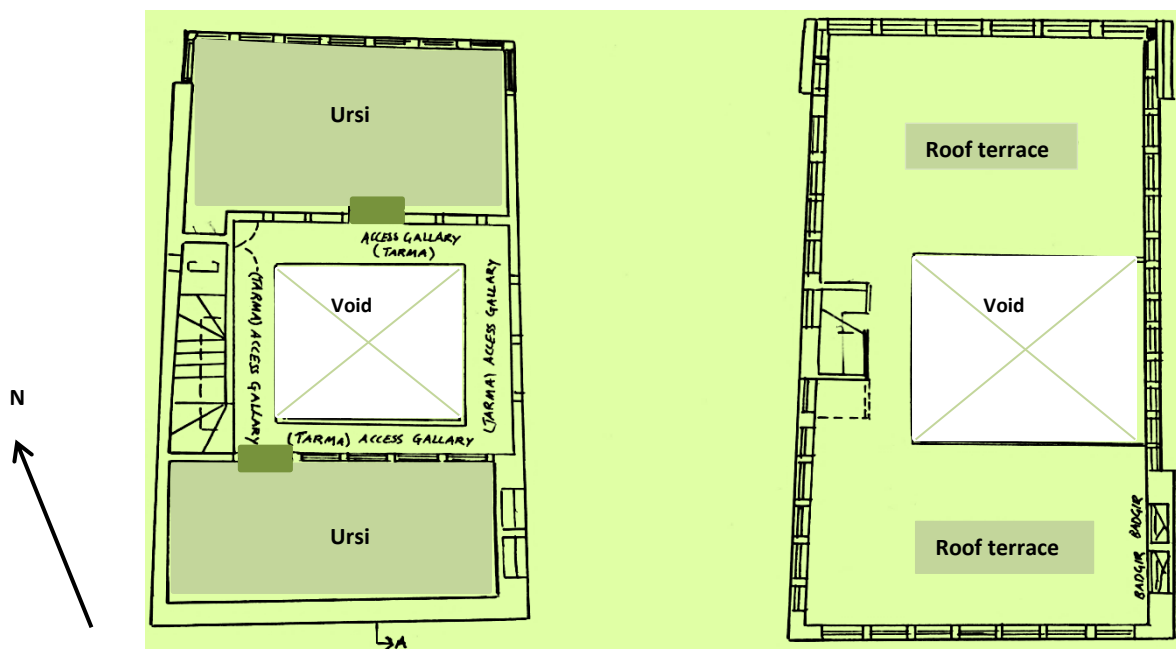 Ursi
ACCESS GALLARY
(TARMA)
(TARMA) ACCESS GALLARY
Void
(TARMA) ACCESS GALLARY
(TARMA) ACCESS GALLARY
Ursi
A
N
Roof terrace
Void
Roof terrace
BADGIR
BADGIR